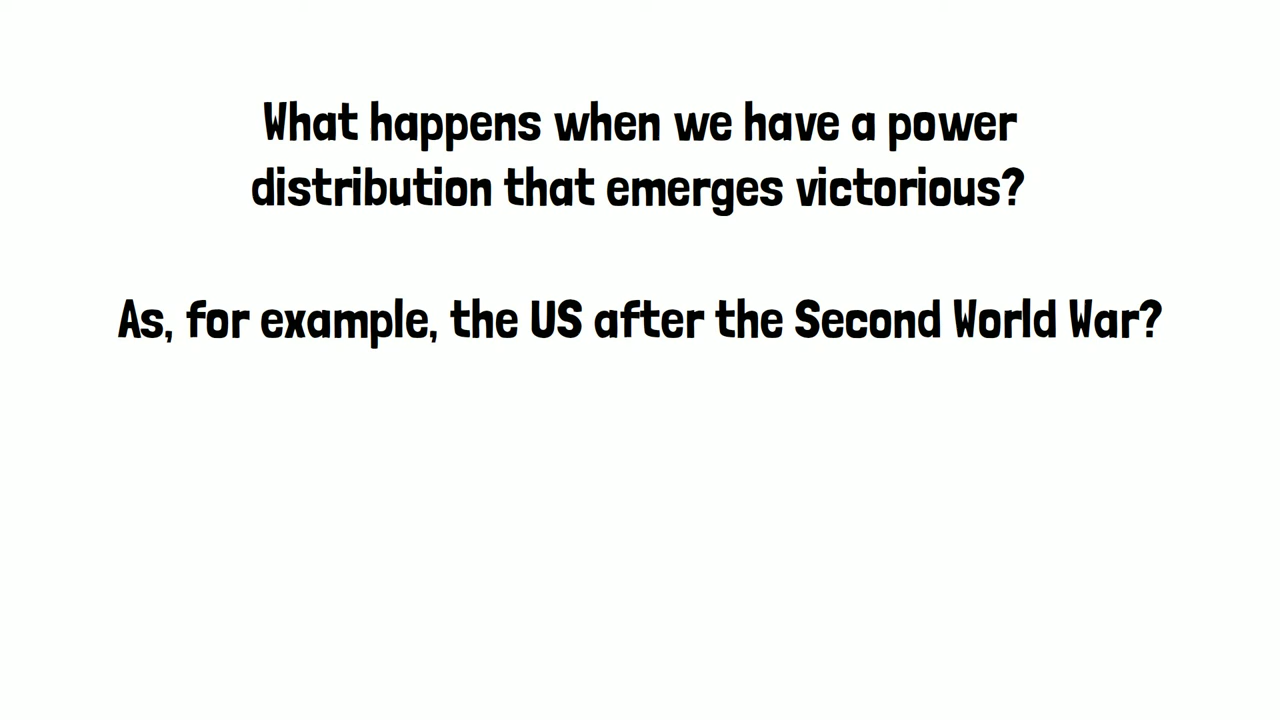 What happens when we have a power
distribution that emerges victorious?
As, for example, the US after the Second World War?